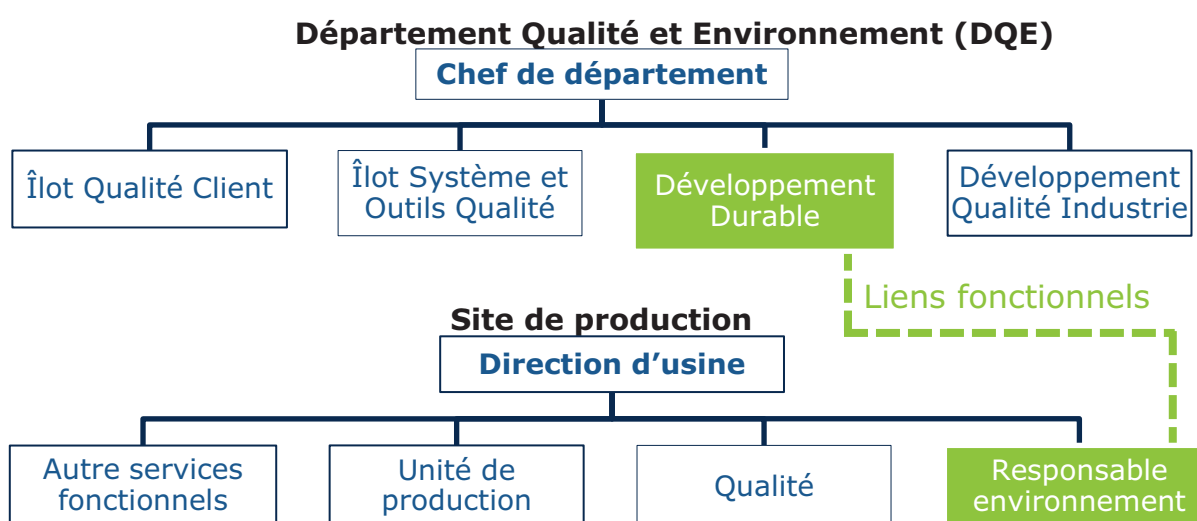 Département Qualité et Environnement (DQE)
Chef de département
Îlot Qualité Client
Îlot Système et
Outils Qualité
Développement
Durable
Développement
Qualité Industrie
Liens fonctionnels
Site de production
Direction d’usine
Autre services
fonctionnels
Unité de
production
Qualité
Responsable
environnement